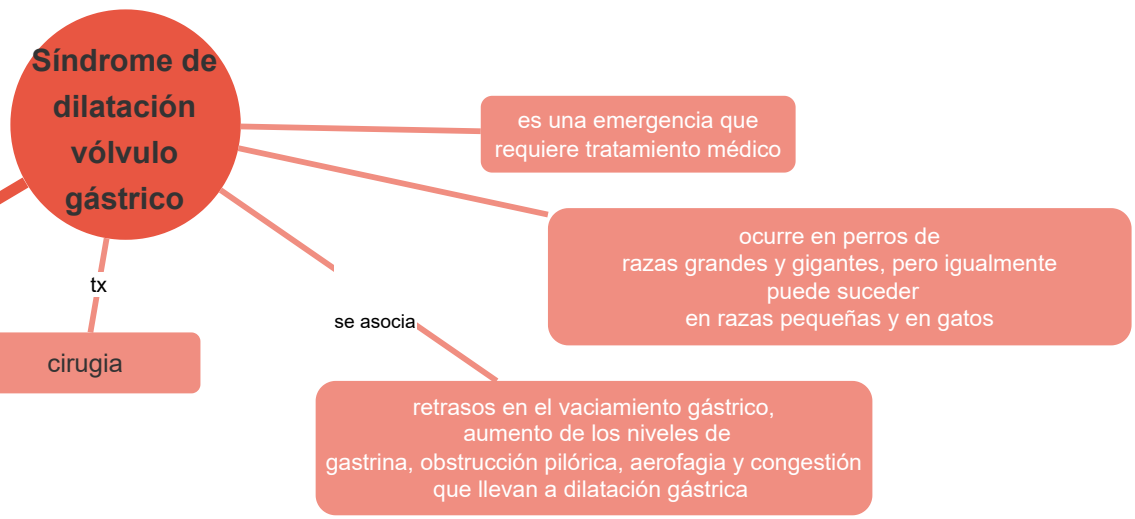 Síndrome de
dilatación
vólvulo
gástrico
es una emergencia que
requiere tratamiento médico
ocurre en perros de
razas grandes y gigantes, pero igualmente
puede suceder
en razas pequeñas y en gatos
tx
se asocia
cirugia
retrasos en el vaciamiento gástrico,
aumento de los niveles de
gastrina, obstrucción pilórica, aerofagia y congestión
que llevan a dilatación gástrica